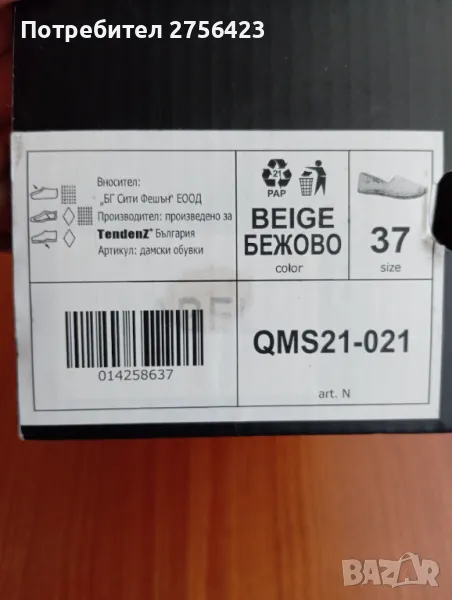 Потребител 2756423
Вносител:
„БГ Сити Фешън“ ЕООД
Производител: произведено за
TendenZ® България
Артикул: дамски обувки
21
PAP
BEIGE
БЕЖОВО
color
37
size
014258637
QMS21-021
art. N
BAZAR